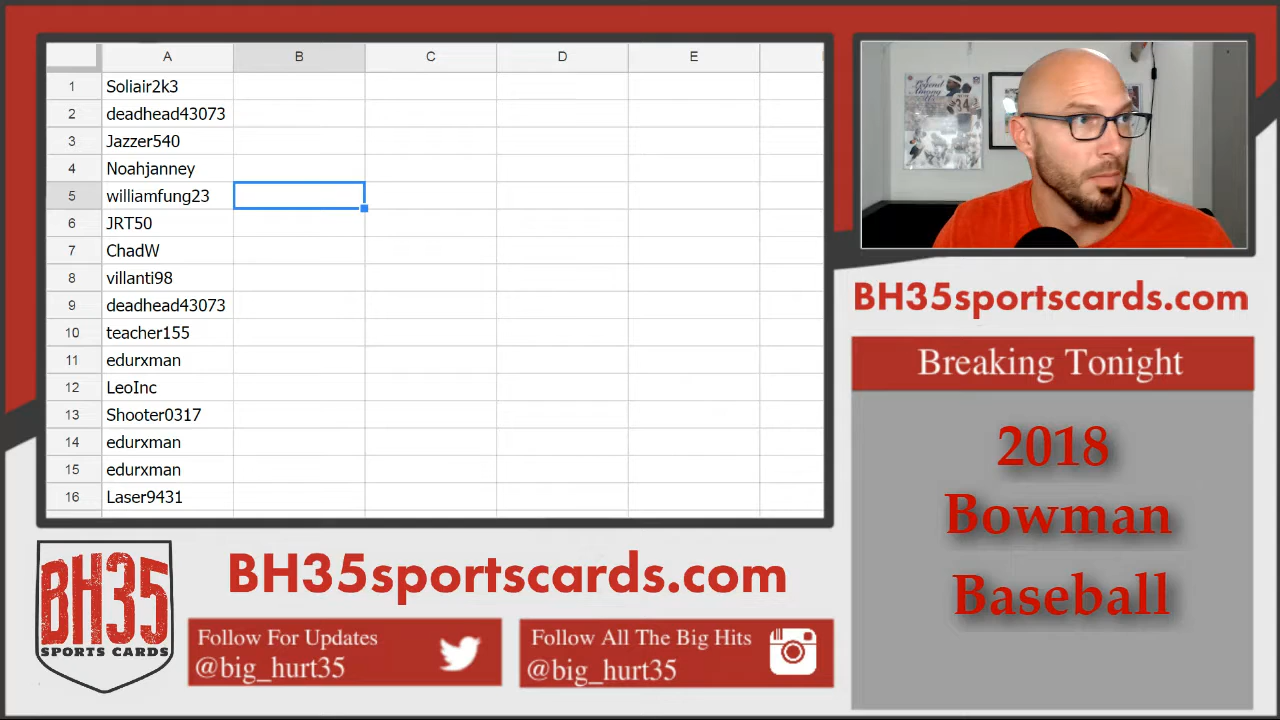 A B C D E
1 Soliair2k3
2 deadhead43073
3 Jazzer540
4 Noahjanney
5 williamfung23
6 JRT50
7 ChadW
8 villanti98
9 deadhead43073
10 teacher155
11 edurxman
12 LeoInc
13 Shooter0317
14 edurxman
15 edurxman
16 Laser9431
34
BH35sportscards.com
Breaking Tonight
2018
Bowman
Baseball
BH35
SPORTS CARDS
BH35sportscards.com
Follow For Updates
@big_hurt35
Follow All The Big Hits
@big_hurt35